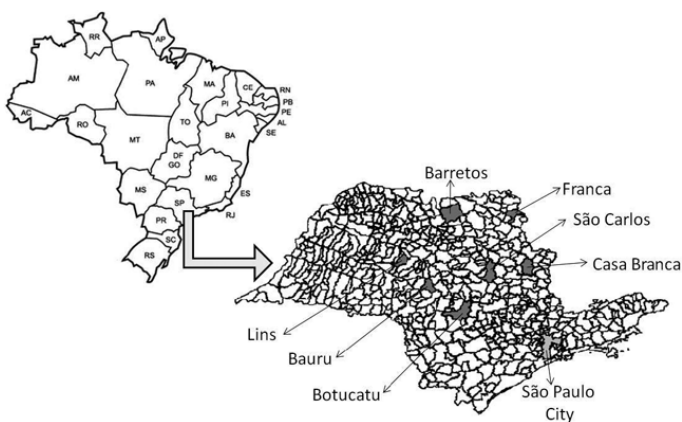 RR
AP
AM
PA
MA
CE
RN
PB
PE
AL
SE
PI
AC
RO
TO
BA
MT
DF
GO
MG
ES
MS
SP
RJ
PR
SC
RS
Barretos
Franca
São Carlos
Casa Branca
Lins
Bauru
Botucatu
São Paulo
City